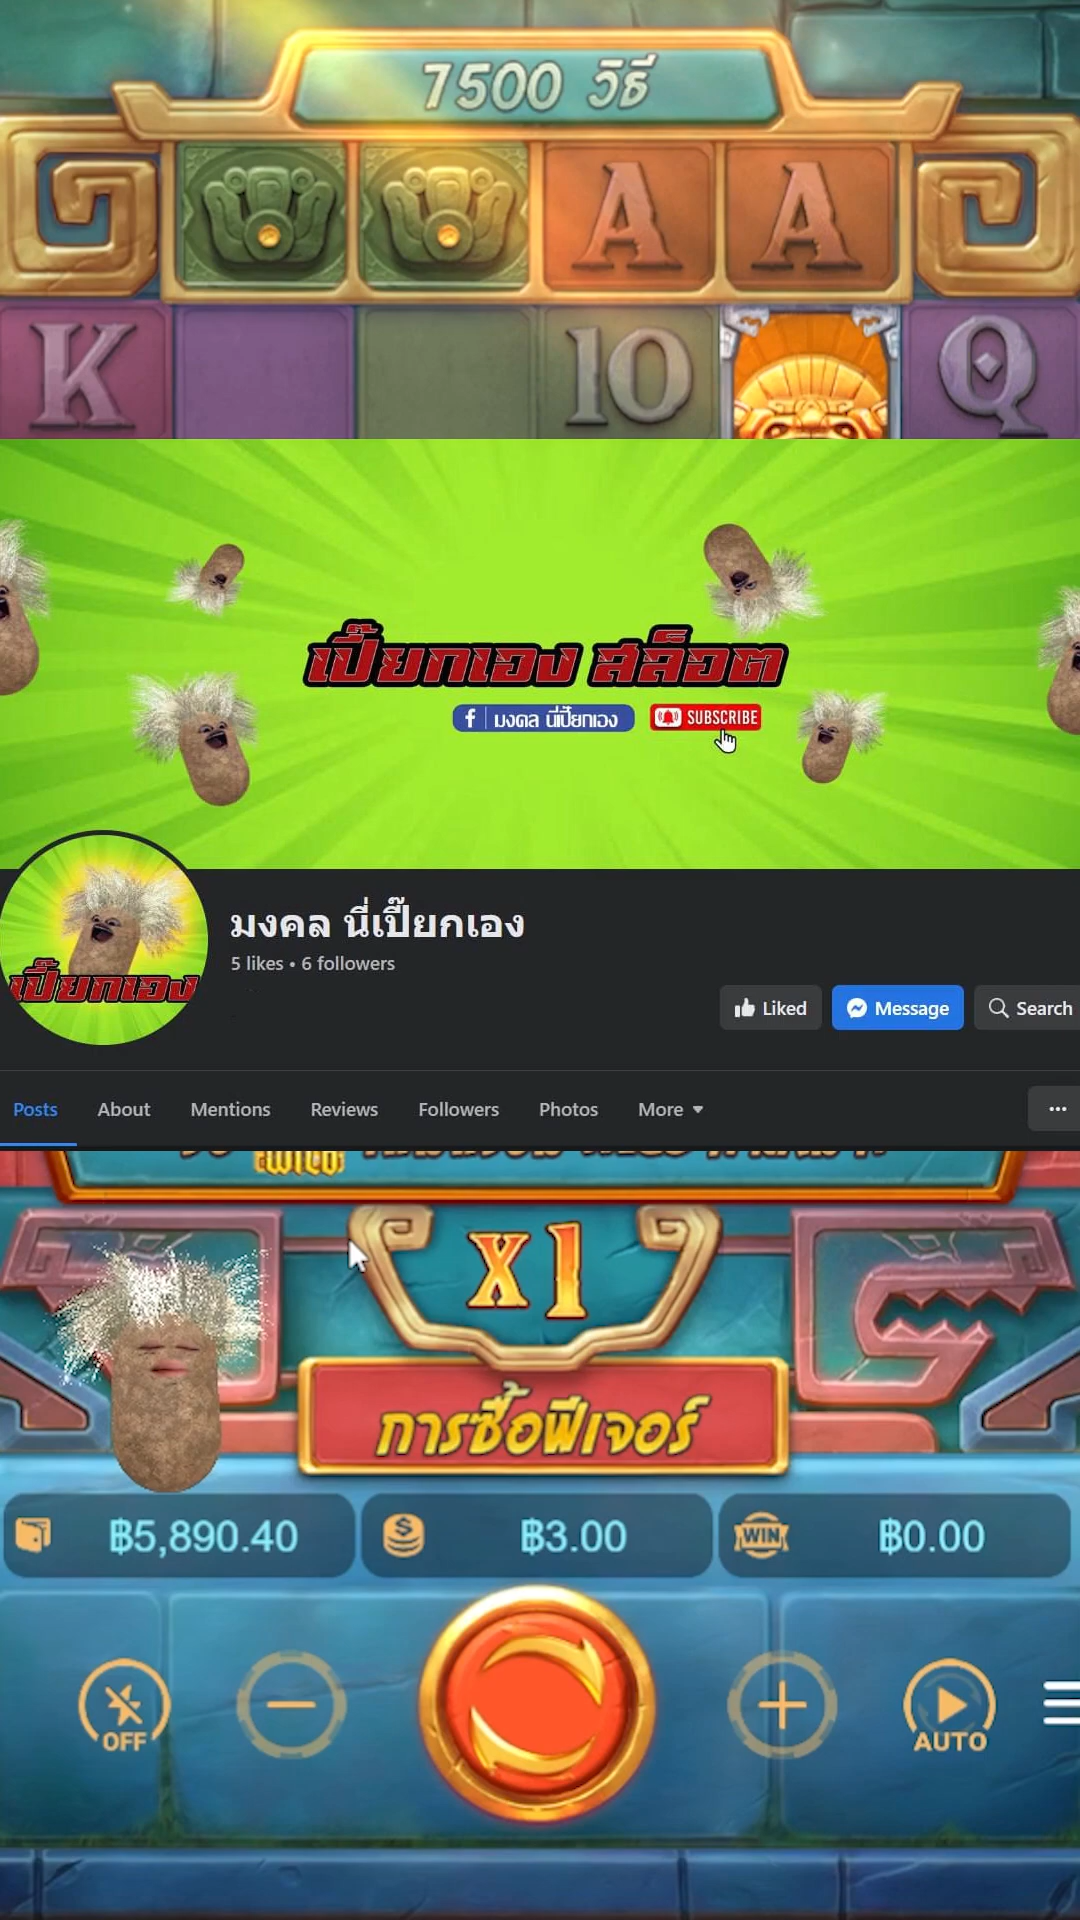 7500 วิธี
A A
K 10 Q
เปี๊ยกเอง สล็อต
f มงคล นี่เปี๊ยกเอง SUBSCRIBE
เปี๊ยกเอง
มงคล นี่เปี๊ยกเอง
5 likes • 6 followers
Liked Message Search
Posts About Mentions Reviews Followers Photos More ...
WILD
x1
การซื้อฟีเจอร์
฿5,890.40 ฿3.00 WIN ฿0.00
OFF AUTO